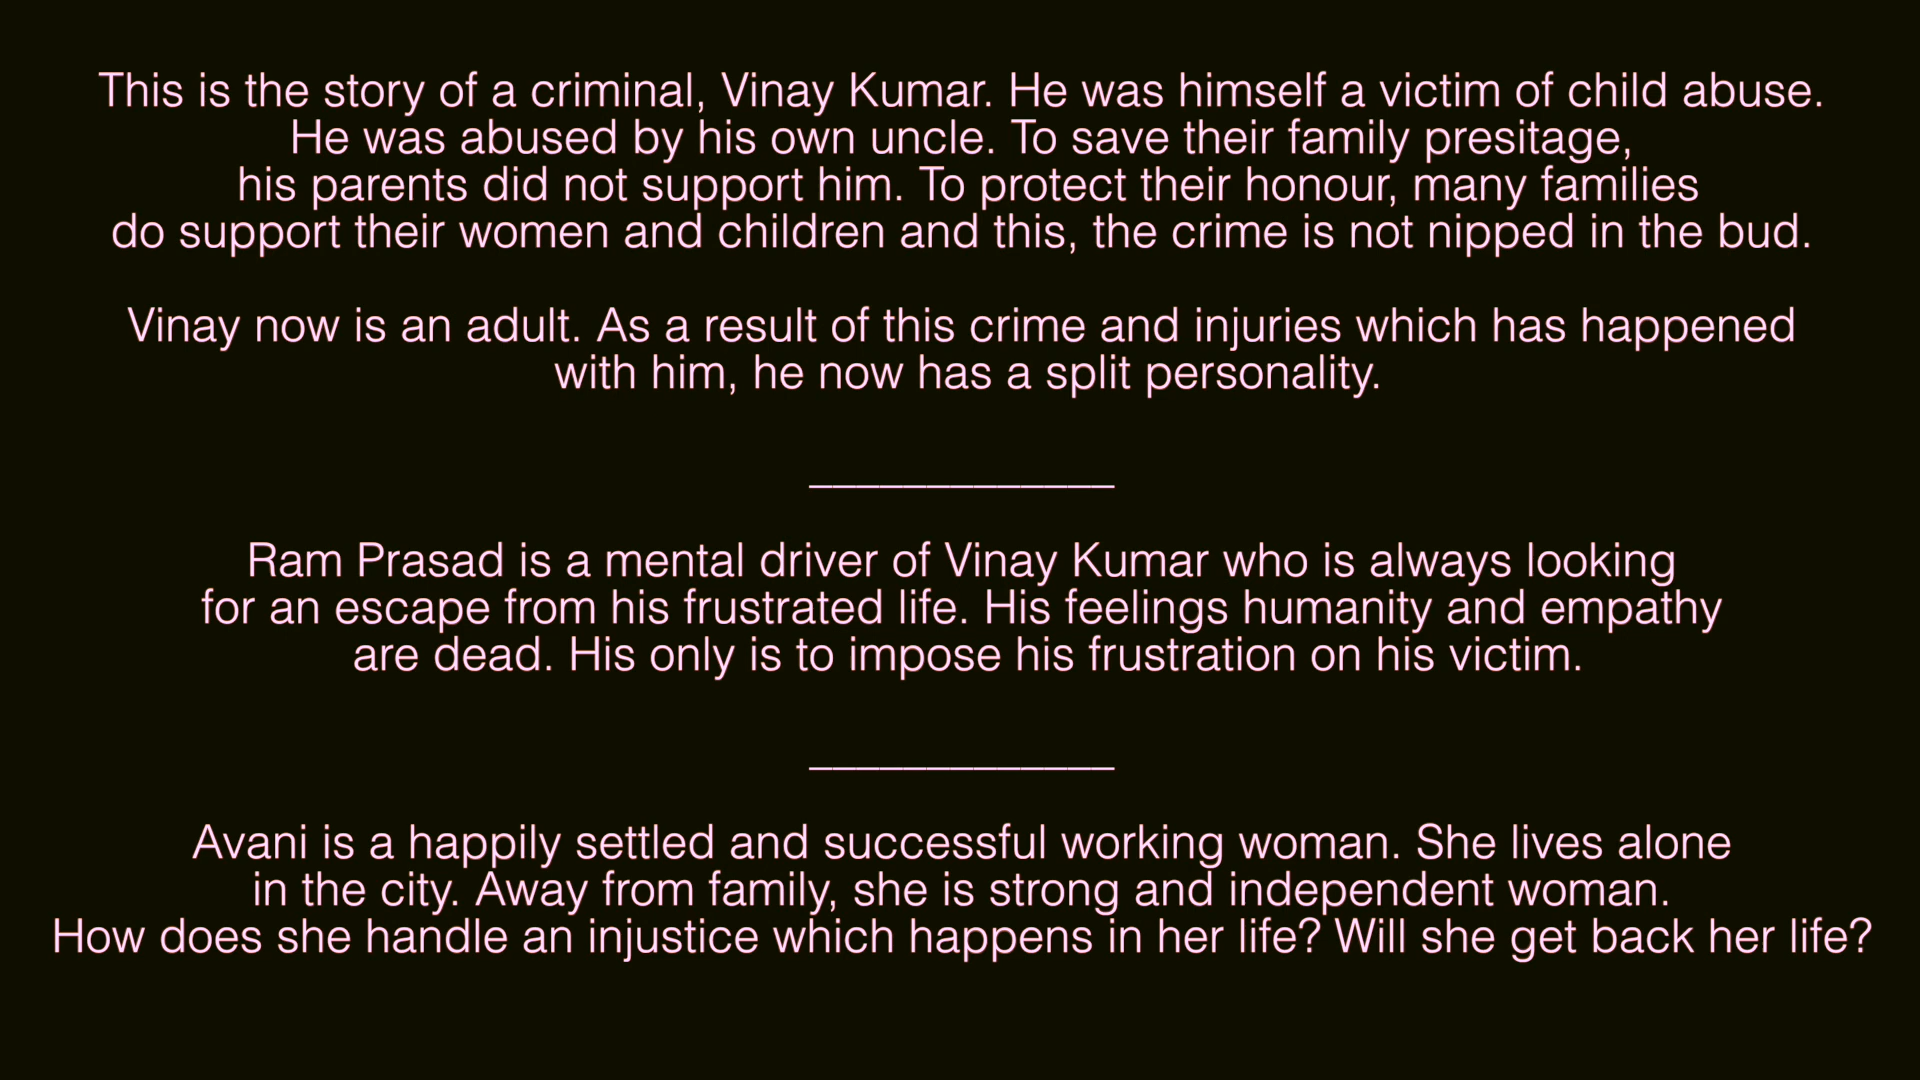 This is the story of a criminal, Vinay Kumar. He was himself a victim of child abuse.
He was abused by his own uncle. To save their family presitage,
his parents did not support him. To protect their honour, many families
do support their women and children and this, the crime is not nipped in the bud.
Vinay now is an adult. As a result of this crime and injuries which has happened
with him, he now has a split personality.
_____________
Ram Prasad is a mental driver of Vinay Kumar who is always looking
for an escape from his frustrated life. His feelings humanity and empathy
are dead. His only is to impose his frustration on his victim.
_____________
Avani is a happily settled and successful working woman. She lives alone
in the city. Away from family, she is strong and independent woman.
How does she handle an injustice which happens in her life? Will she get back her life?